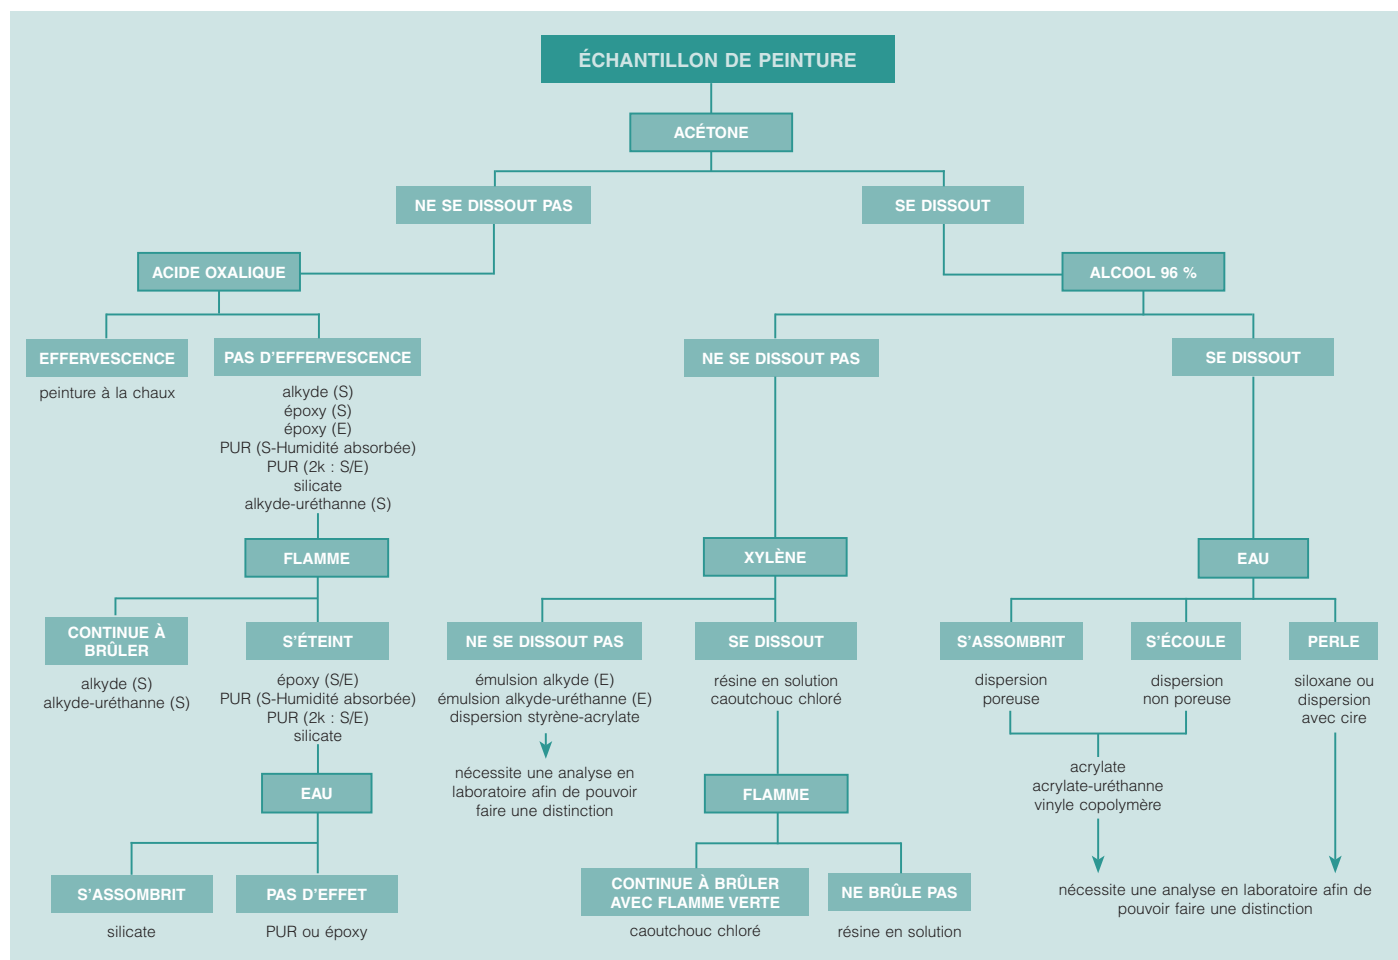 ÉCHANTILLON DE PEINTURE
ACÉTONE
NE SE DISSOUT PAS
SE DISSOUT
ACIDE OXALIQUE
ALCOOL 96 %
EFFERVESCENCE
PAS D'EFFERVESCENCE
NE SE DISSOUT PAS
SE DISSOUT
peinture à la chaux
alkyde (S)
époxy (S)
époxy (E)
PUR (S-Humidité absorbée)
PUR (2k : S/E)
silicate
alkyde-uréthanne (S)
FLAMME
XYLÈNE
EAU
CONTINUE À
BRÛLER
S'ÉTEINT
NE SE DISSOUT PAS
SE DISSOUT
S'ASSOMBRIT
S'ÉCOULE
PERLE
alkyde (S)
alkyde-uréthanne (S)
époxy (S/E)
PUR (S-Humidité absorbée)
PUR (2k : S/E)
silicate
émulsion alkyde (E)
émulsion alkyde-uréthanne (E)
dispersion styrène-acrylate
résine en solution
caoutchouc chloré
dispersion
poreuse
dispersion
non poreuse
siloxane ou
dispersion
avec cire
nécessite une analyse en
laboratoire afin de pouvoir
faire une distinction
acrylate
acrylate-uréthanne
vinyle copolymère
EAU
FLAMME
S'ASSOMBRIT
PAS D'EFFET
CONTINUE À BRÛLER
AVEC FLAMME VERTE
NE BRÛLE PAS
nécessite une analyse en laboratoire afin de
pouvoir faire une distinction
silicate
PUR ou époxy
caoutchouc chloré
résine en solution